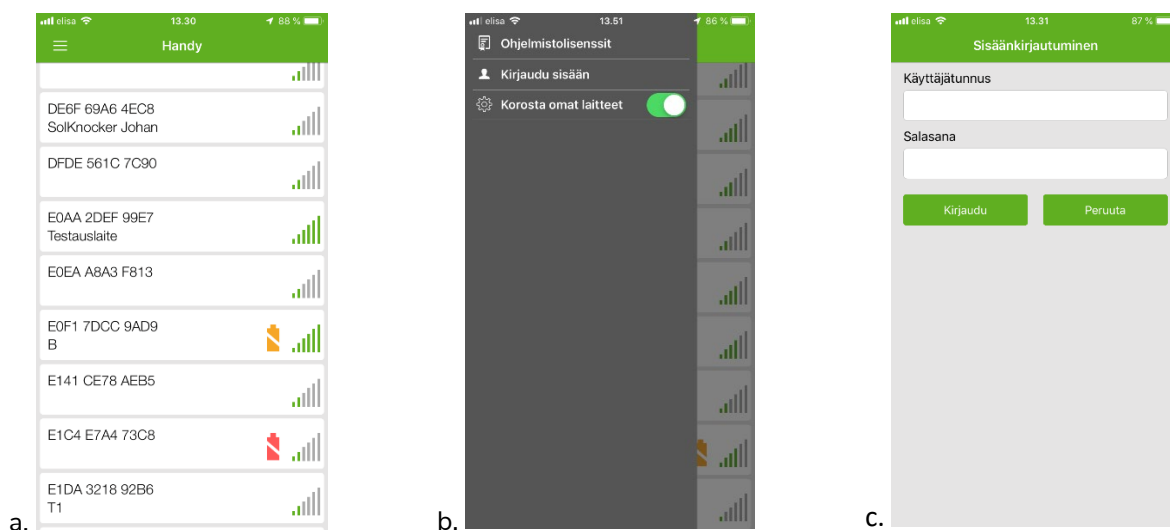 elisa 13.30 88 %
Handy
DE6F 69A6 4EC8
SolKnocker Johan
DFDE 561C 7C90
E0AA 2DEF 99E7
Testauslaite
E0EA A8A3 F813
E0F1 7DCC 9AD9
B
E141 CE78 AEB5
E1C4 E7A4 73C8
E1DA 3218 92B6
T1
a.
elisa 13.51 86 %
Ohjelmistolisenssit
Kirjaudu sisään
Korosta omat laitteet
b.
elisa 13.31 87 %
Sisäänkirjautuminen
Käyttäjätunnus
Salasana
Kirjaudu Peruuta
c.